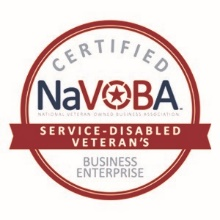 CERTIFIED
NaVOBA
NATIONAL VETERAN-OWNED BUSINESS ASSOCIATION
SERVICE-DISABLED
VETERAN'S
BUSINESS
ENTERPRISE